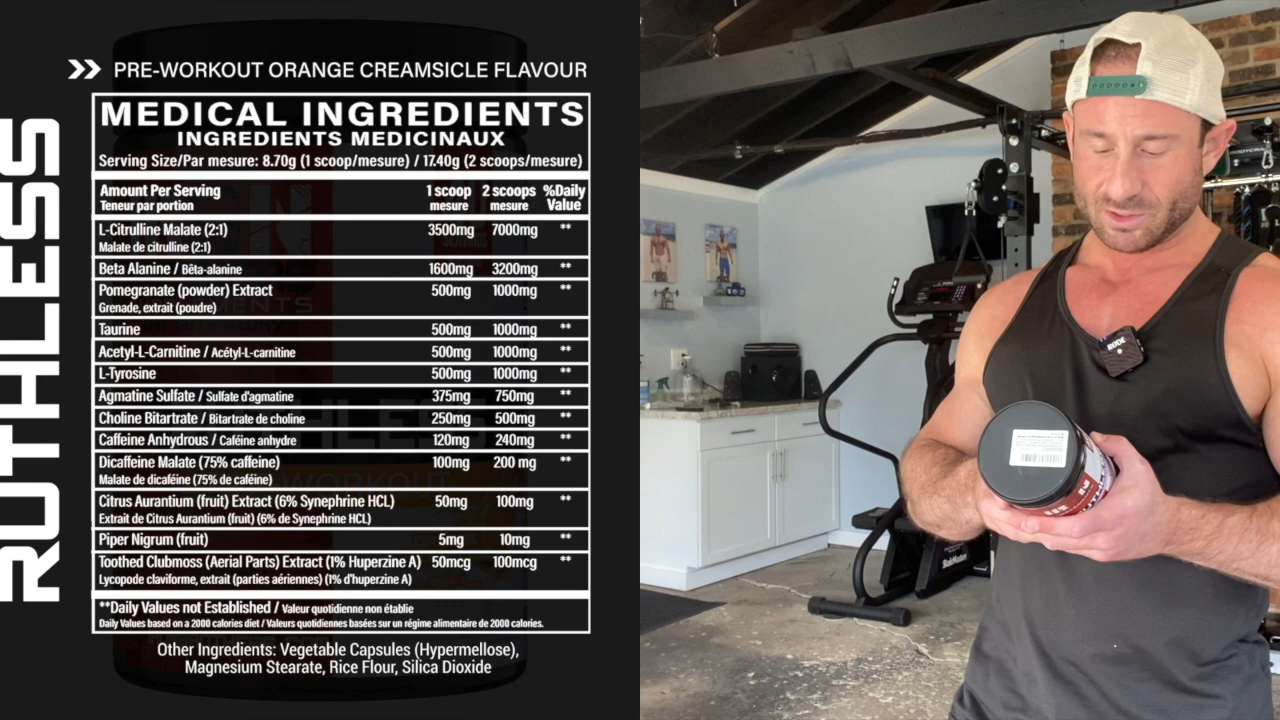 RUTHLESS
PRE-WORKOUT ORANGE CREAMSICLE FLAVOUR
MEDICAL INGREDIENTS
INGREDIENTS MEDICINAUX
Serving Size/Par mesure: 8.70g (1 scoop/mesure) / 17.40g (2 scoops/mesure)
Amount Per Serving 1 scoop 2 scoops %Daily
Teneur par portion mesure mesure Value
L-Citrulline Malate (2:1) 3500mg 7000mg **
Malate de citrulline (2:1)
Beta Alanine / Bêta-alanine 1600mg 3200mg **
Pomegranate (powder) Extract 500mg 1000mg **
Grenade, extrait (poudre)
Taurine 500mg 1000mg **
Acetyl-L-Carnitine / Acétyl-L-carnitine 500mg 1000mg **
L-Tyrosine 500mg 1000mg **
Agmatine Sulfate / Sulfate d'agmatine 375mg 750mg **
Choline Bitartrate / Bitartrate de choline 250mg 500mg **
Caffeine Anhydrous / Caféine anhydre 120mg 240mg **
Dicaffeine Malate (75% caffeine) 100mg 200 mg **
Malate de dicaféine (75% de caféine)
Citrus Aurantium (fruit) Extract (6% Synephrine HCL) 50mg 100mg **
Extrait de Citrus Aurantium (fruit) (6% de Synephrine HCL)
Piper Nigrum (fruit) 5mg 10mg **
Toothed Clubmoss (Aerial Parts) Extract (1% Huperzine A) 50mcg 100mcg **
Lycopode claviforme, extrait (parties aériennes) (1% d'huperzine A)
**Daily Values not Established / Valeur quotidienne non établie
Daily Values based on a 2000 calories diet / Valeurs quotidiennes basées sur un régime alimentaire de 2000 calories.
Other Ingredients: Vegetable Capsules (Hypermellose),
Magnesium Stearate, Rice Flour, Silica Dioxide
RODE
StairMaster